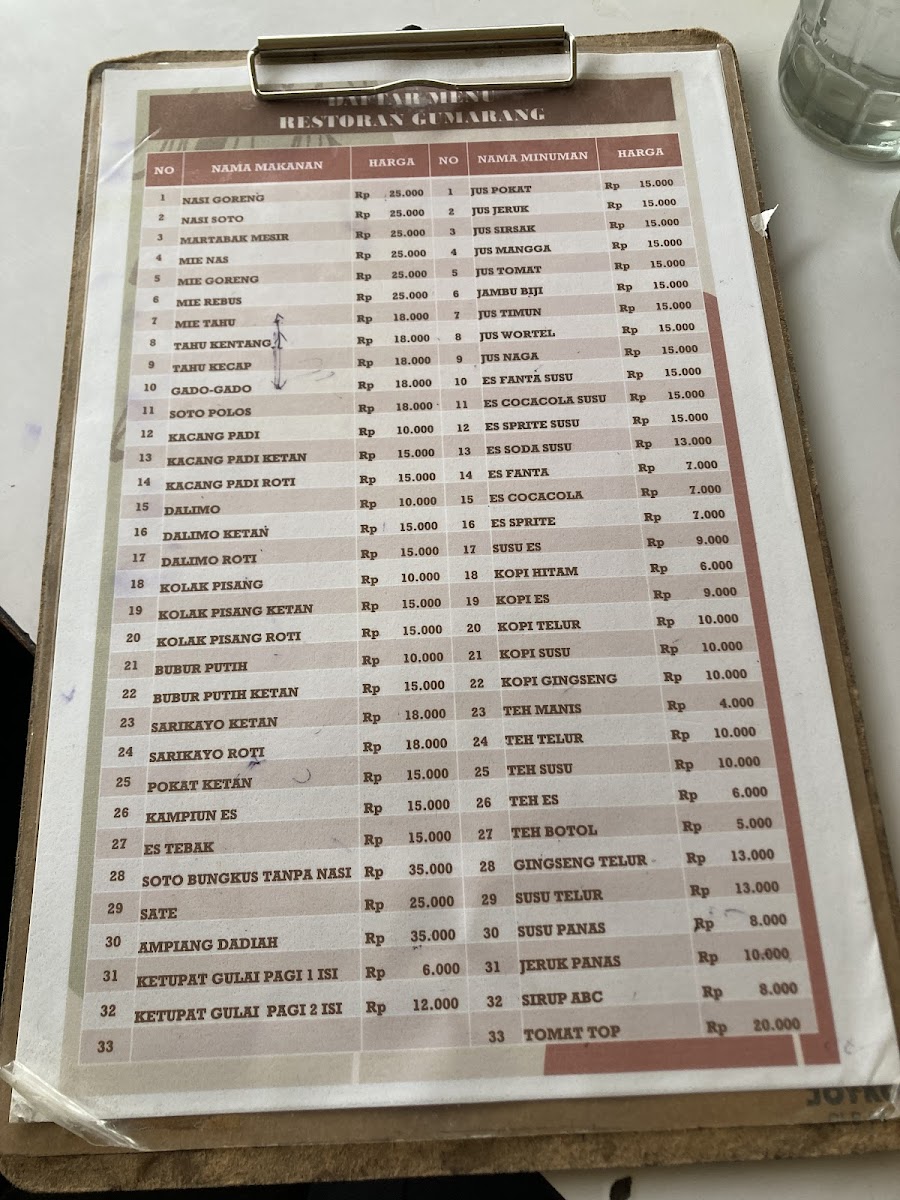 DAFTAR MENU
RESTORAN GUMARANG
NO NAMA MAKANAN HARGA NO NAMA MINUMAN HARGA
1 NASI GORENG Rp 25.000 1 JUS POKAT Rp 15.000
2 NASI SOTO Rp 25.000 2 JUS JERUK Rp 15.000
3 MARTABAK MESIR Rp 25.000 3 JUS SIRSAK Rp 15.000
4 MIE NAS Rp 25.000 4 JUS MANGGA Rp 15.000
5 MIE GORENG Rp 25.000 5 JUS TOMAT Rp 15.000
6 MIE REBUS Rp 25.000 6 JAMBU BIJI Rp 15.000
7 MIE TAHU Rp 18.000 7 JUS TIMUN Rp 15.000
8 TAHU KENTANG Rp 18.000 8 JUS WORTEL Rp 15.000
9 TAHU KECAP Rp 18.000 9 JUS NAGA Rp 15.000
10 GADO-GADO Rp 18.000 10 ES FANTA SUSU Rp 15.000
11 SOTO POLOS Rp 18.000 11 ES COCACOLA SUSU Rp 15.000
12 KACANG PADI Rp 10.000 12 ES SPRITE SUSU Rp 15.000
13 KACANG PADI KETAN Rp 15.000 13 ES SODA SUSU Rp 13.000
14 KACANG PADI ROTI Rp 15.000 14 ES FANTA Rp 7.000
15 DALIMO Rp 10.000 15 ES COCACOLA Rp 7.000
16 DALIMO KETAN Rp 15.000 16 ES SPRITE Rp 7.000
17 DALIMO ROTI Rp 15.000 17 SUSU ES Rp 9.000
18 KOLAK PISANG Rp 10.000 18 KOPI HITAM Rp 6.000
19 KOLAK PISANG KETAN Rp 15.000 19 KOPI ES Rp 9.000
20 KOLAK PISANG ROTI Rp 15.000 20 KOPI TELUR Rp 10.000
21 BUBUR PUTIH Rp 10.000 21 KOPI SUSU Rp 10.000
22 BUBUR PUTIH KETAN Rp 15.000 22 KOPI GINGSENG Rp 10.000
23 SARIKAYO KETAN Rp 18.000 23 TEH MANIS Rp 4.000
24 SARIKAYO ROTI Rp 18.000 24 TEH TELUR Rp 10.000
25 POKAT KETAN Rp 15.000 25 TEH SUSU Rp 10.000
26 KAMPIUN ES Rp 15.000 26 TEH ES Rp 6.000
27 ES TEBAK Rp 15.000 27 TEH BOTOL Rp 5.000
28 SOTO BUNGKUS TANPA NASI Rp 35.000 28 GINGSENG TELUR Rp 13.000
29 SATE Rp 25.000 29 SUSU TELUR Rp 13.000
30 AMPIANG DADIAH Rp 35.000 30 SUSU PANAS Rp 8.000
31 KETUPAT GULAI PAGI 1 ISI Rp 6.000 31 JERUK PANAS Rp 10.000
32 KETUPAT GULAI PAGI 2 ISI Rp 12.000 32 SIRUP ABC Rp 8.000
33 33 TOMAT TOP Rp 20.000